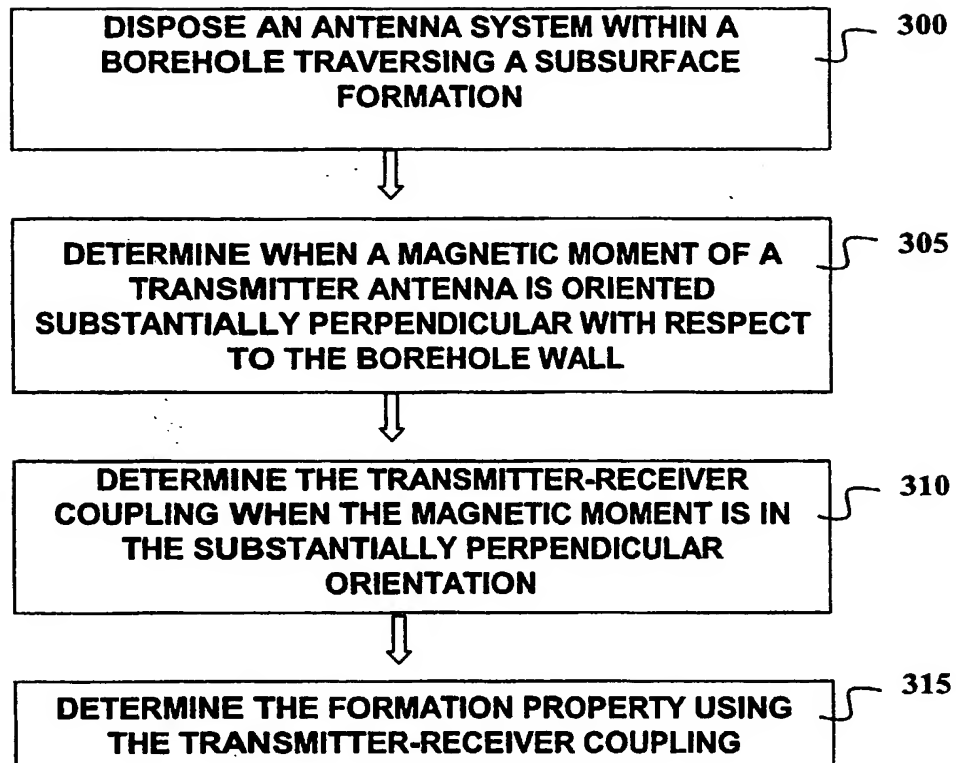 DISPOSE AN ANTENNA SYSTEM WITHIN A
BOREHOLE TRAVERSING A SUBSURFACE
FORMATION
300
DETERMINE WHEN A MAGNETIC MOMENT OF A
TRANSMITTER ANTENNA IS ORIENTED
SUBSTANTIALLY PERPENDICULAR WITH RESPECT
TO THE BOREHOLE WALL
305
DETERMINE THE TRANSMITTER-RECEIVER
COUPLING WHEN THE MAGNETIC MOMENT IS IN
THE SUBSTANTIALLY PERPENDICULAR
ORIENTATION
310
DETERMINE THE FORMATION PROPERTY USING
THE TRANSMITTER-RECEIVER COUPLING
315